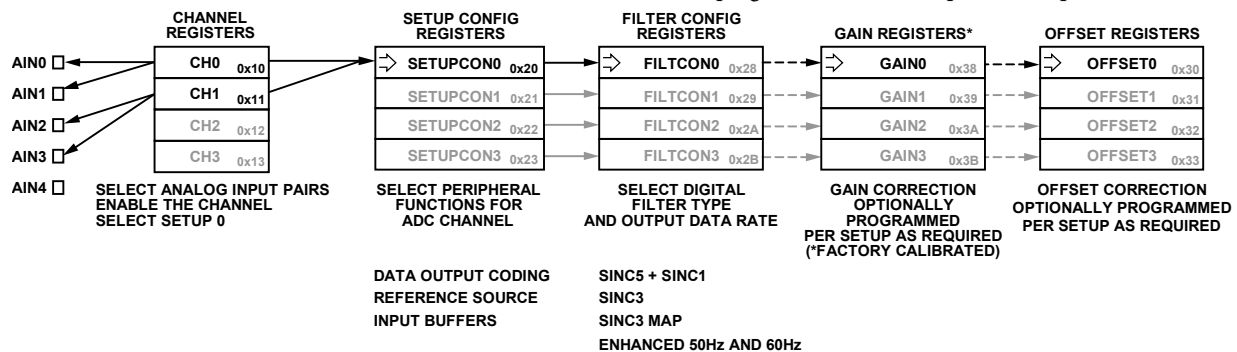 CHANNEL
REGISTERS
SETUP CONFIG
REGISTERS
FILTER CONFIG
REGISTERS
GAIN REGISTERS*
OFFSET REGISTERS
AIN0
AIN1
AIN2
AIN3
AIN4
CH0 0x10
CH1 0x11
CH2 0x12
CH3 0x13
SETUPCON0 0x20
SETUPCON1 0x21
SETUPCON2 0x22
SETUPCON3 0x23
FILTCON0 0x28
FILTCON1 0x29
FILTCON2 0x2A
FILTCON3 0x2B
GAIN0 0x38
GAIN1 0x39
GAIN2 0x3A
GAIN3 0x3B
OFFSET0 0x30
OFFSET1 0x31
OFFSET2 0x32
OFFSET3 0x33
SELECT ANALOG INPUT PAIRS
ENABLE THE CHANNEL
SELECT SETUP 0
SELECT PERIPHERAL
FUNCTIONS FOR
ADC CHANNEL
SELECT DIGITAL
FILTER TYPE
AND OUTPUT DATA RATE
GAIN CORRECTION
OPTIONALLY
PROGRAMMED
PER SETUP AS REQUIRED
(*FACTORY CALIBRATED)
OFFSET CORRECTION
OPTIONALLY PROGRAMMED
PER SETUP AS REQUIRED
DATA OUTPUT CODING
REFERENCE SOURCE
INPUT BUFFERS
SINC5 + SINC1
SINC3
SINC3 MAP
ENHANCED 50Hz AND 60Hz